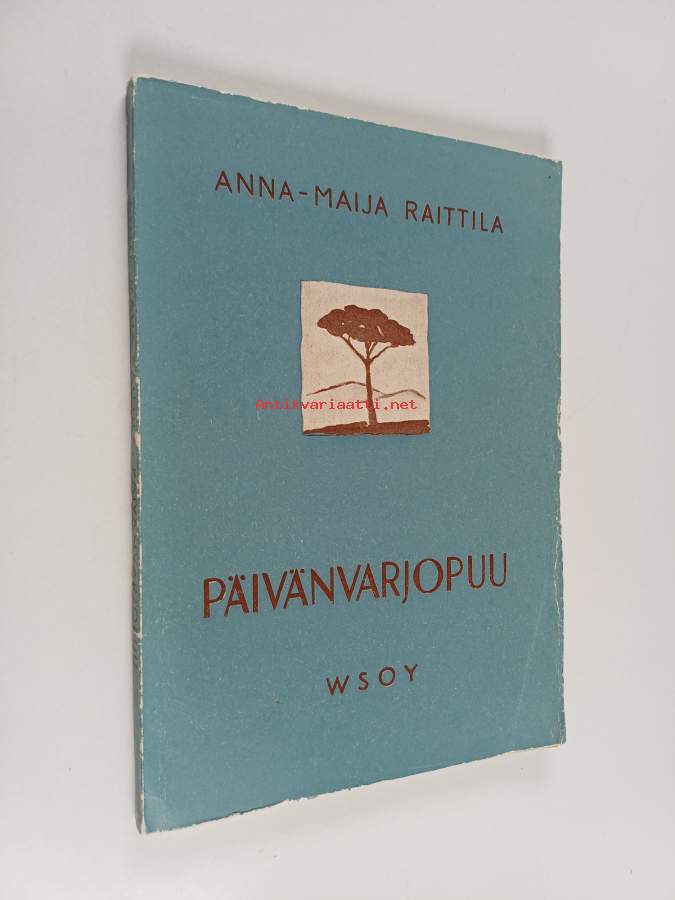 ANNA-MAIJA RAITTILA
Antikvariaatti.net
PÄIVÄNVARJOPUU
WSOY